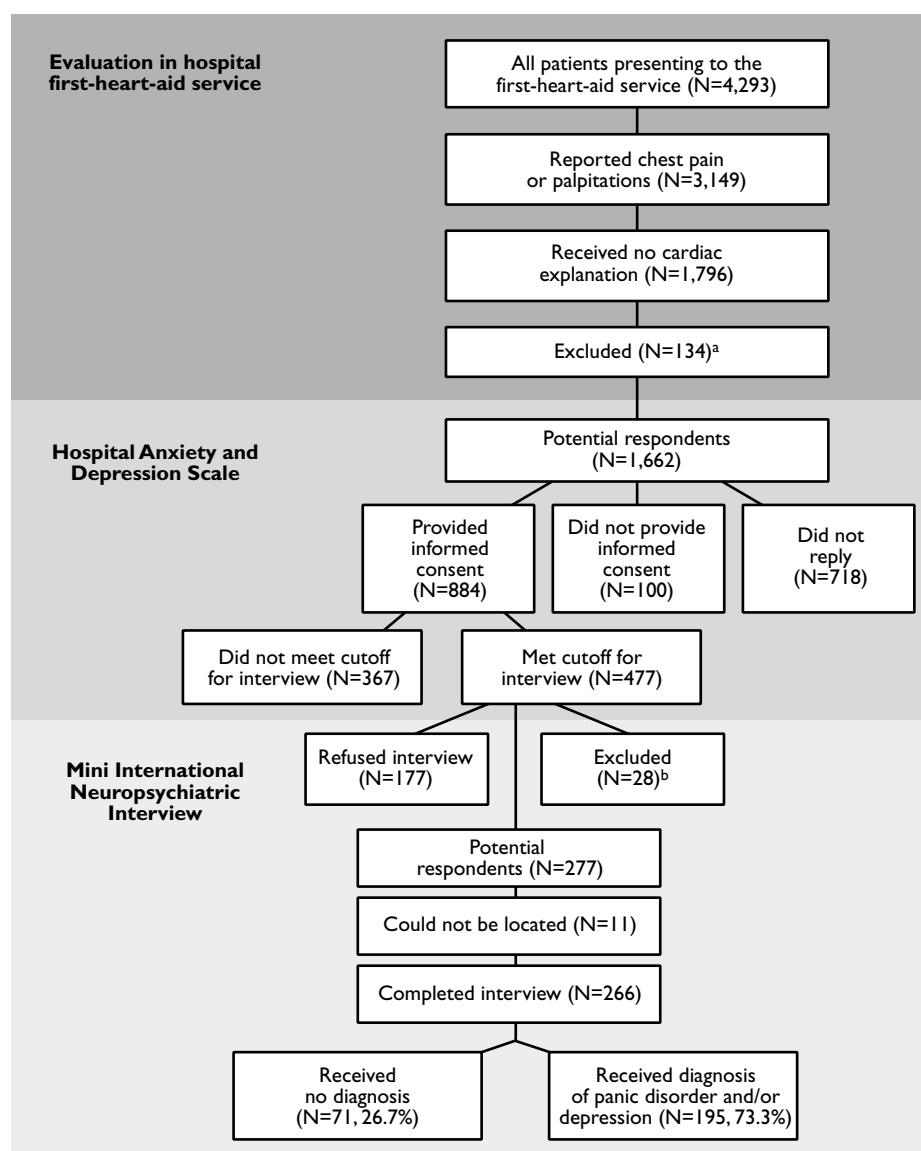 Evaluation in hospital
first-heart-aid service
All patients presenting to the
first-heart-aid service (N=4,293)
Reported chest pain
or palpitations (N=3,149)
Received no cardiac
explanation (N=1,796)
Excluded (N=134)a
Hospital Anxiety and
Depression Scale
Potential respondents
(N=1,662)
Provided
informed
consent
(N=884)
Did not provide
informed
consent
(N=100)
Did not
reply
(N=718)
Did not meet cutoff
for interview (N=367)
Met cutoff for
interview (N=477)
Mini International
Neuropsychiatric
Interview
Refused interview
(N=177)
Excluded
(N=28)b
Potential
respondents (N=277)
Could not be located (N=11)
Completed interview (N=266)
Received
no diagnosis
(N=71, 26.7%)
Received diagnosis
of panic disorder and/or
depression (N=195, 73.3%)